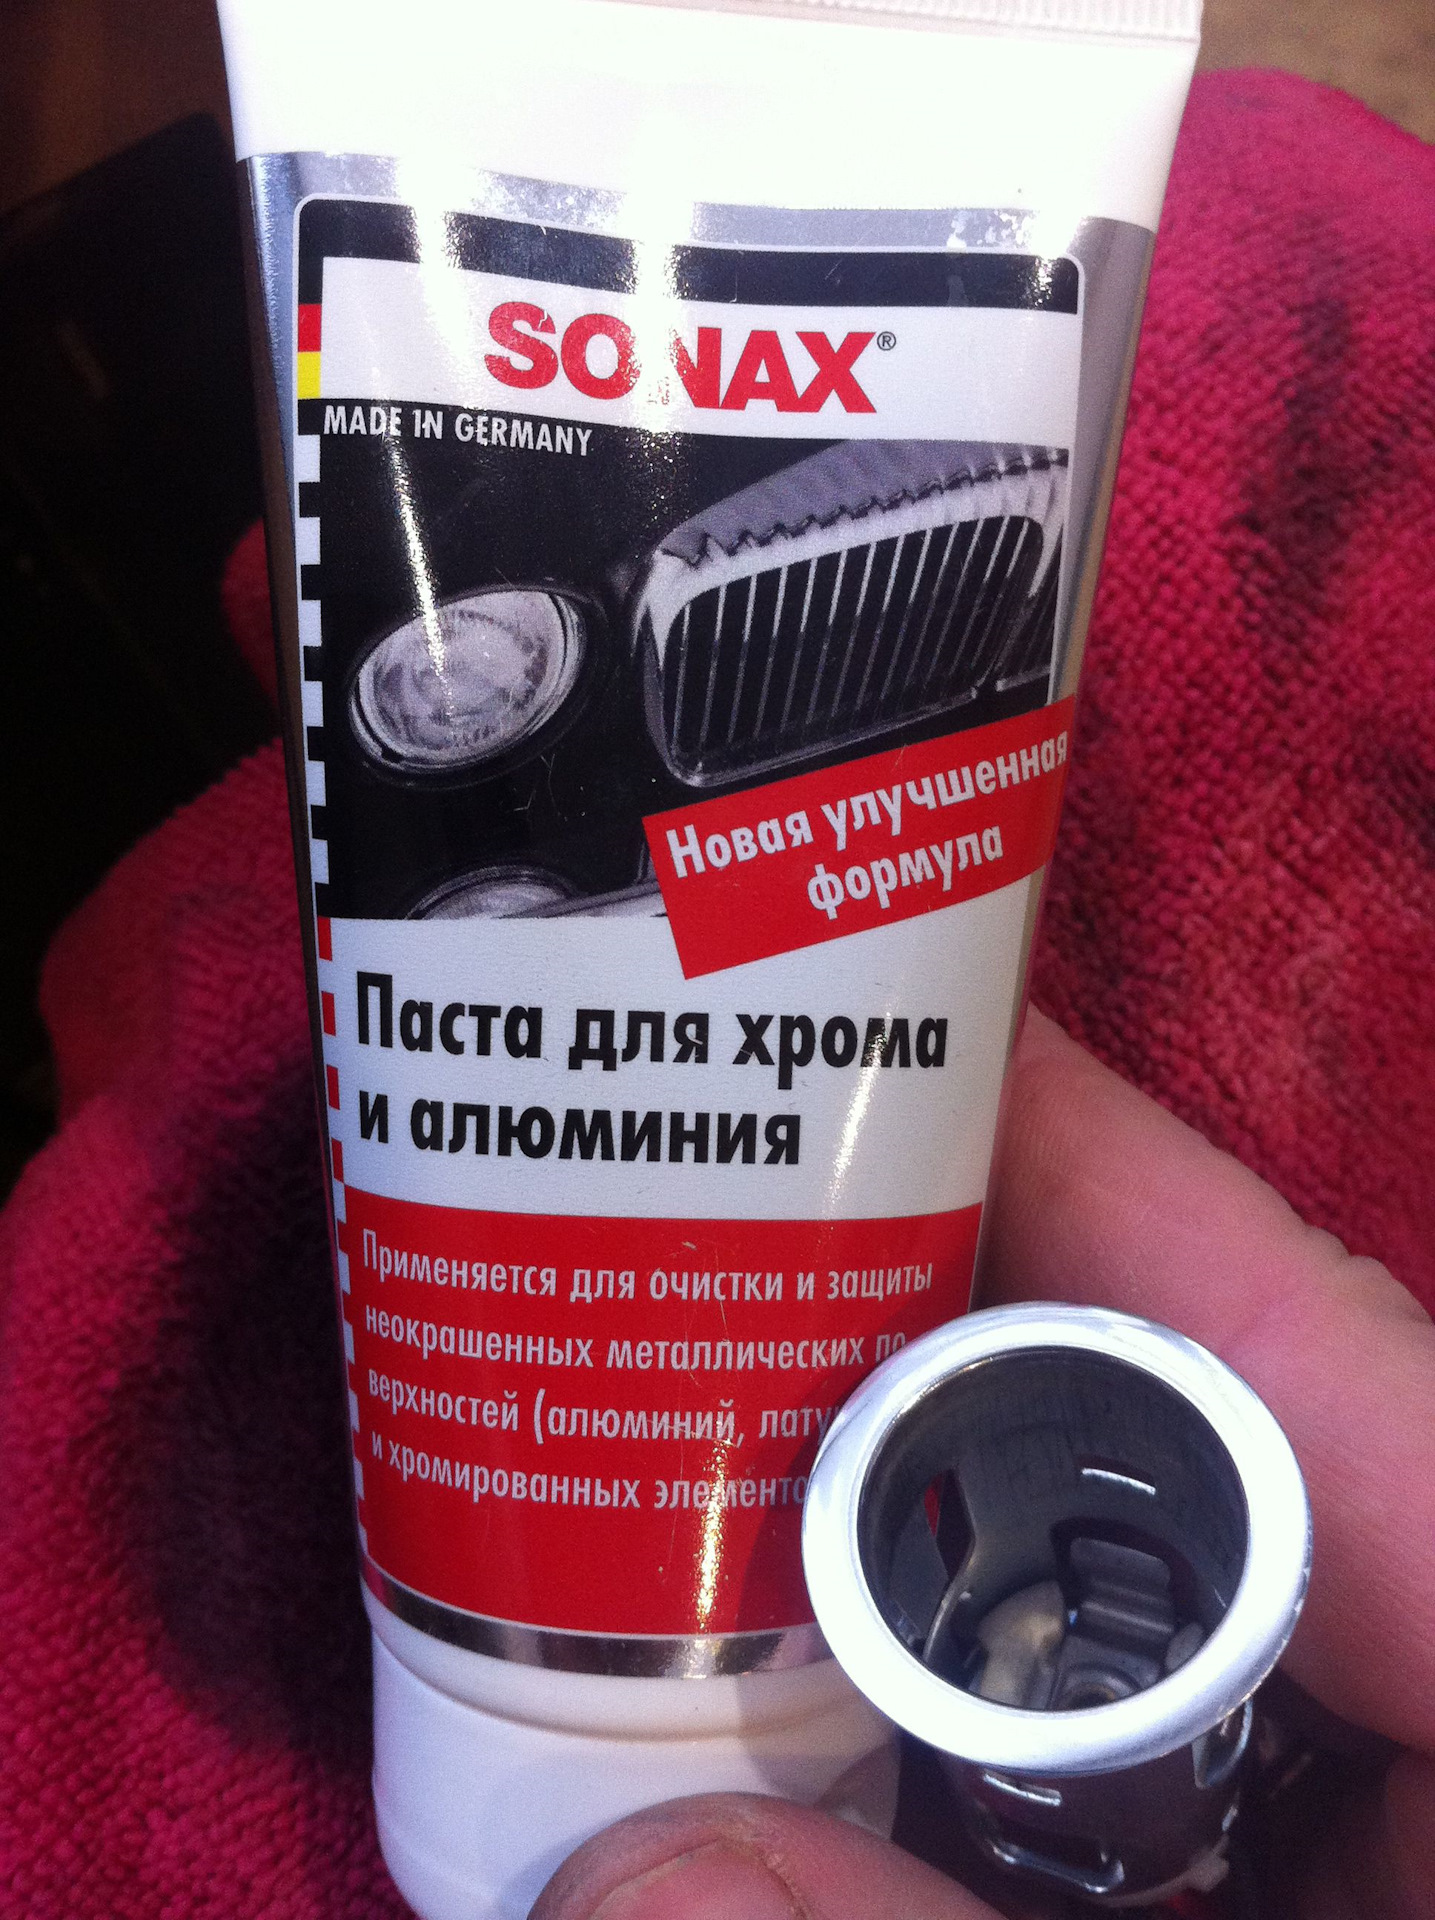 SONAX®
MADE IN GERMANY
Новая улучшенная
формула
Паста для хрома
и алюминия
Применяется для очистки и защиты
неокрашенных металлических по
верхностей (алюминий,
и хромированных